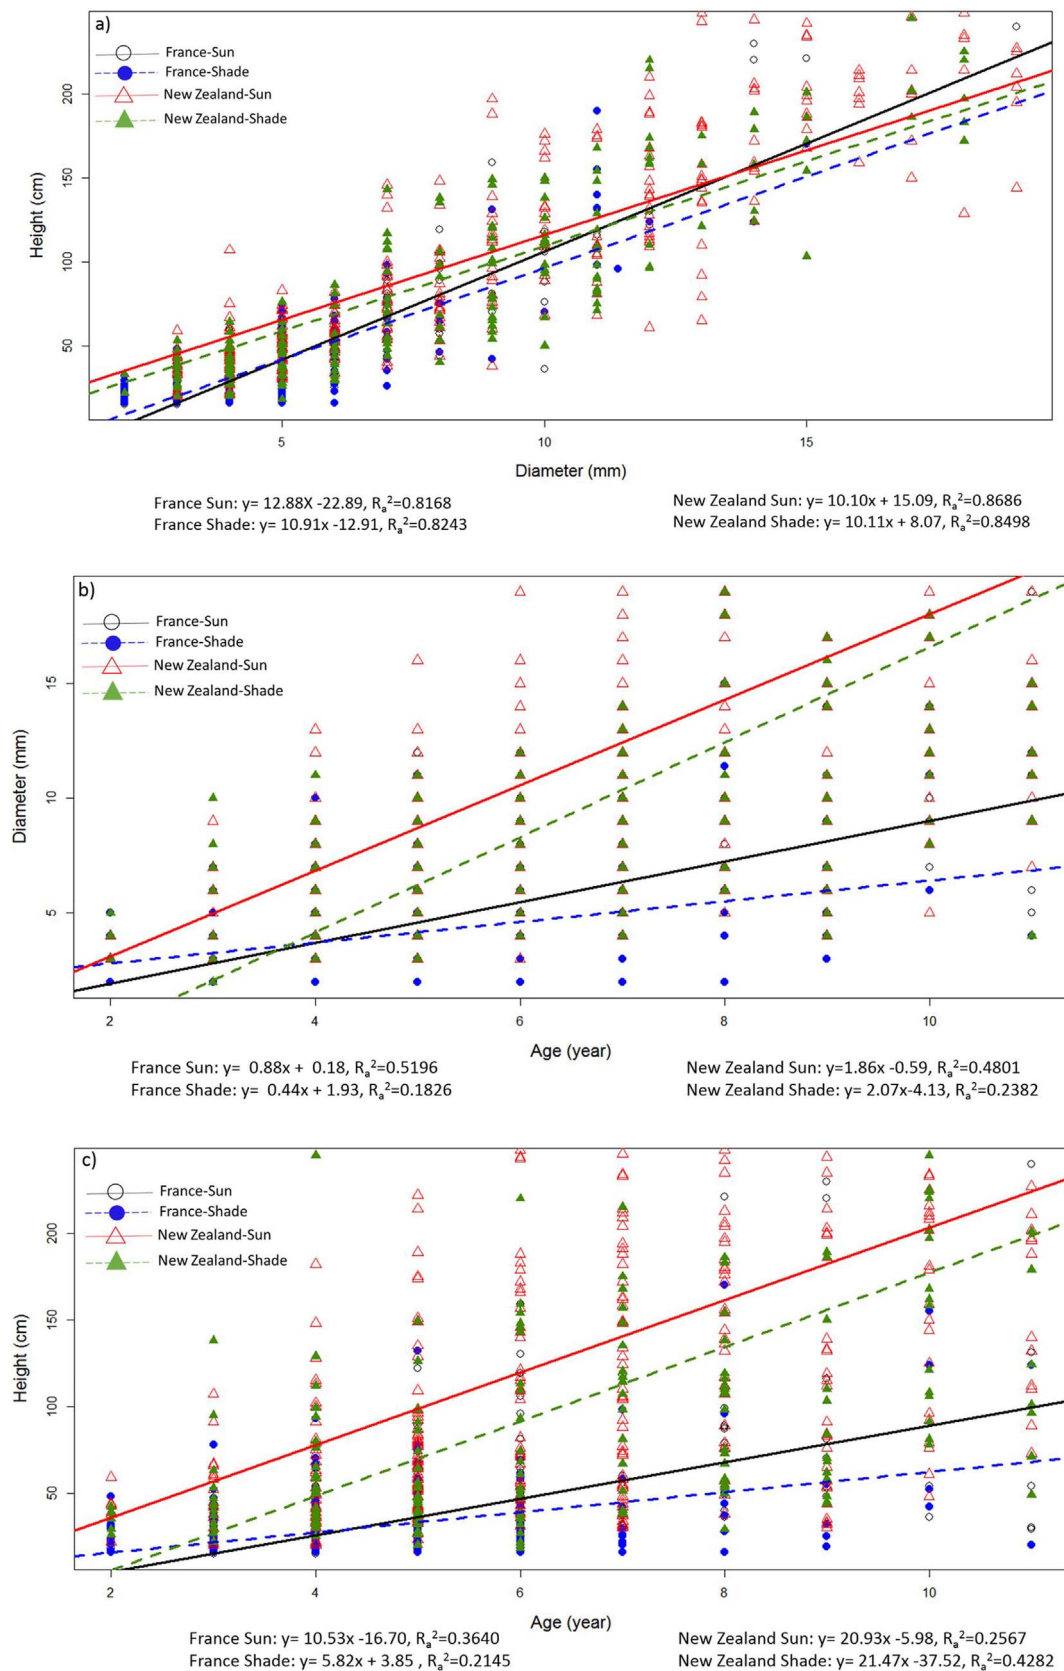 a)
France-Sun
France-Shade
New Zealand-Sun
New Zealand-Shade
Height (cm)
200
150
100
50
5 10 15
Diameter (mm)
France Sun: y= 12.88X -22.89, Ra²=0.8168
France Shade: y= 10.91x -12.91, Ra²=0.8243
New Zealand Sun: y= 10.10x + 15.09, Ra²=0.8686
New Zealand Shade: y= 10.11x + 8.07, Ra²=0.8498
b)
France-Sun
France-Shade
New Zealand-Sun
New Zealand-Shade
Diameter (mm)
15
10
5
2 4 6 8 10
Age (year)
France Sun: y= 0.88x + 0.18, Ra²=0.5196
France Shade: y= 0.44x + 1.93, Ra²=0.1826
New Zealand Sun: y=1.86x -0.59, Ra²=0.4801
New Zealand Shade: y= 2.07x-4.13, Ra²=0.2382
c)
France-Sun
France-Shade
New Zealand-Sun
New Zealand-Shade
Height (cm)
200
150
100
50
2 4 6 8 10
Age (year)
France Sun: y= 10.53x -16.70, Ra²=0.3640
France Shade: y= 5.82x + 3.85 , Ra²=0.2145
New Zealand Sun: y= 20.93x -5.98, Ra²=0.2567
New Zealand Shade: y= 21.47x -37.52, Ra²=0.4282